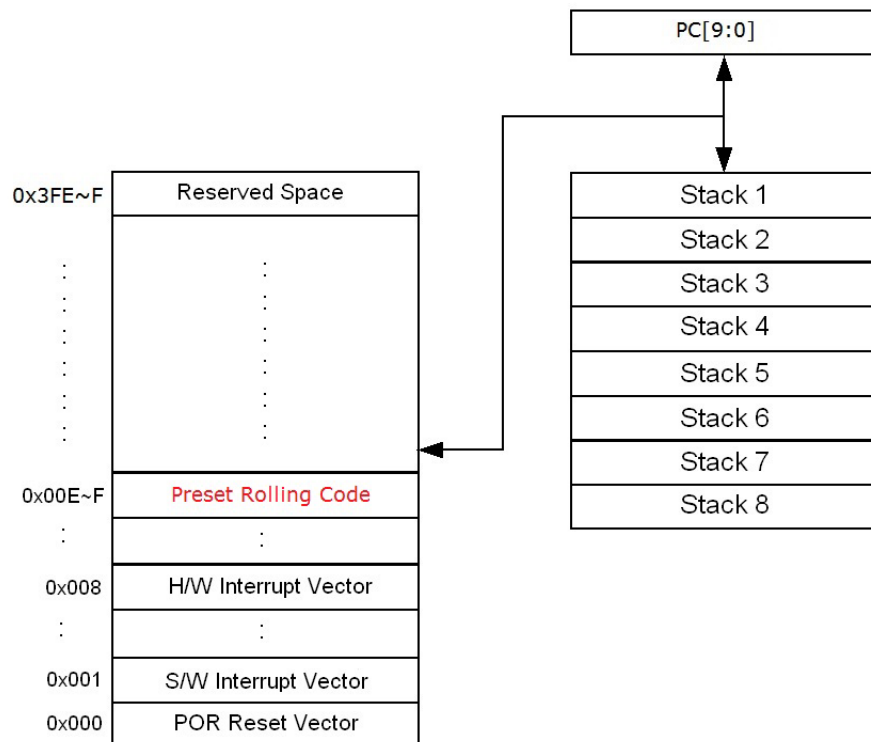 PC[9:0]
0x3FE~F Reserved Space
0x00E~F Preset Rolling Code
0x008 H/W Interrupt Vector
0x001 S/W Interrupt Vector
0x000 POR Reset Vector
Stack 1
Stack 2
Stack 3
Stack 4
Stack 5
Stack 6
Stack 7
Stack 8